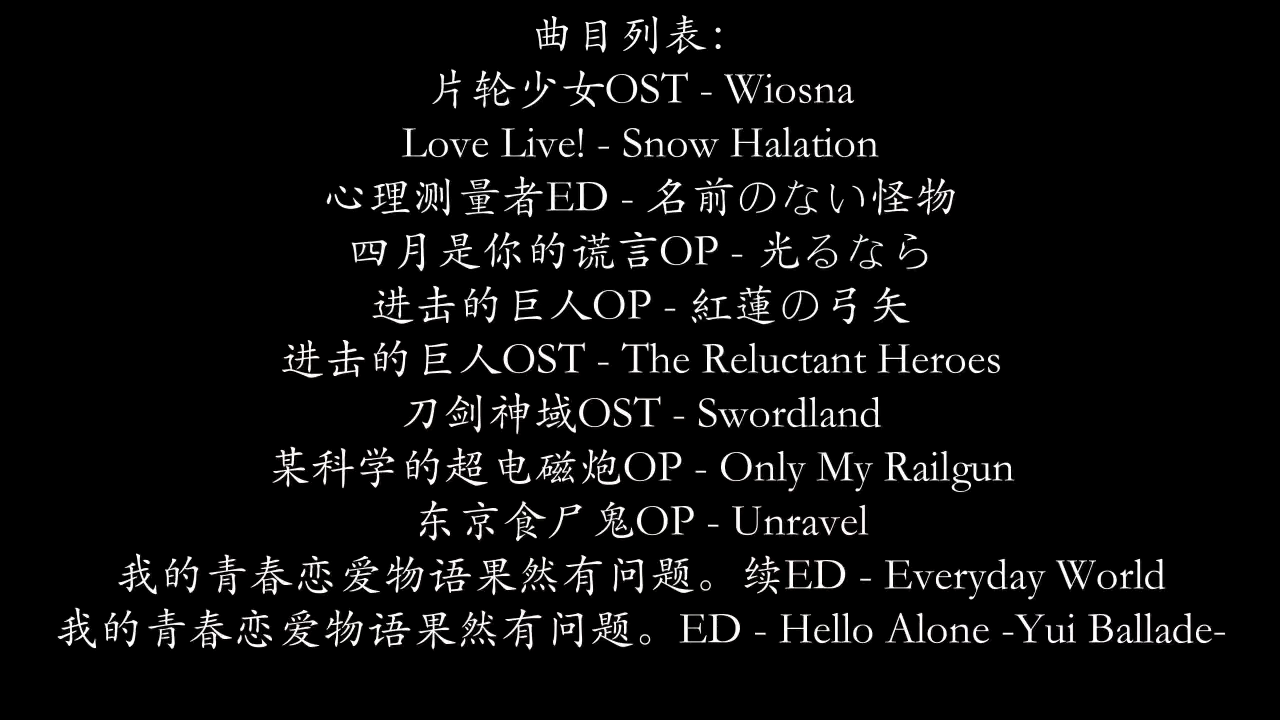 曲目列表：
片轮少女OST - Wiosna
Love Live! - Snow Halation
心理测量者ED - 名前のない怪物
四月是你的谎言OP - 光るなら
进击的巨人OP - 紅蓮の弓矢
进击的巨人OST - The Reluctant Heroes
刀剑神域OST - Swordland
某科学的超电磁炮OP - Only My Railgun
东京食尸鬼OP - Unravel
我的青春恋爱物语果然有问题。续ED - Everyday World
我的青春恋爱物语果然有问题。ED - Hello Alone -Yui Ballade-